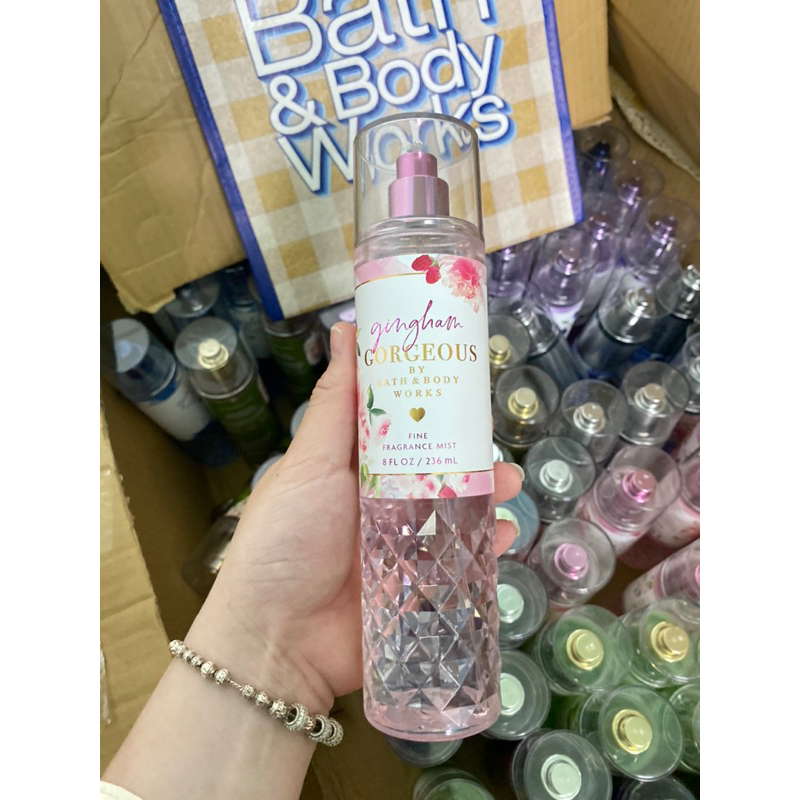 Bath
& Body
Works
gingham
GORGEOUS
BY
BATH & BODY
WORKS
FINE
FRAGRANCE MIST
8 FL OZ / 236 mL